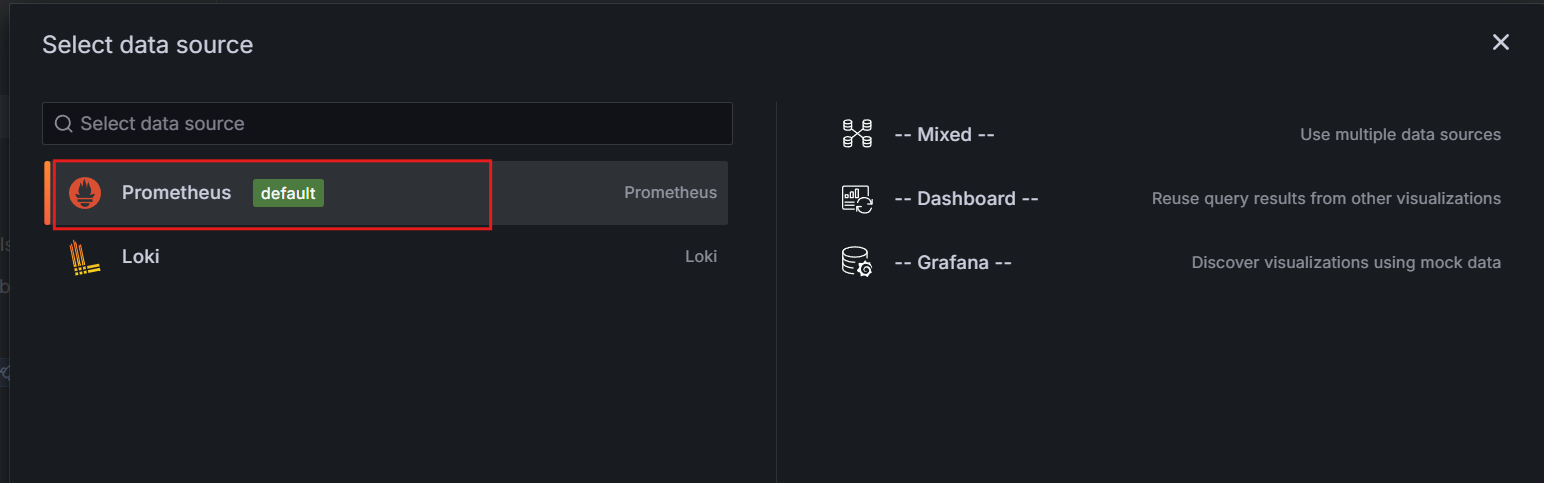 Select data source
Select data source
Prometheus default Prometheus
Loki Loki
-- Mixed -- Use multiple data sources
-- Dashboard -- Reuse query results from other visualizations
-- Grafana -- Discover visualizations using mock data